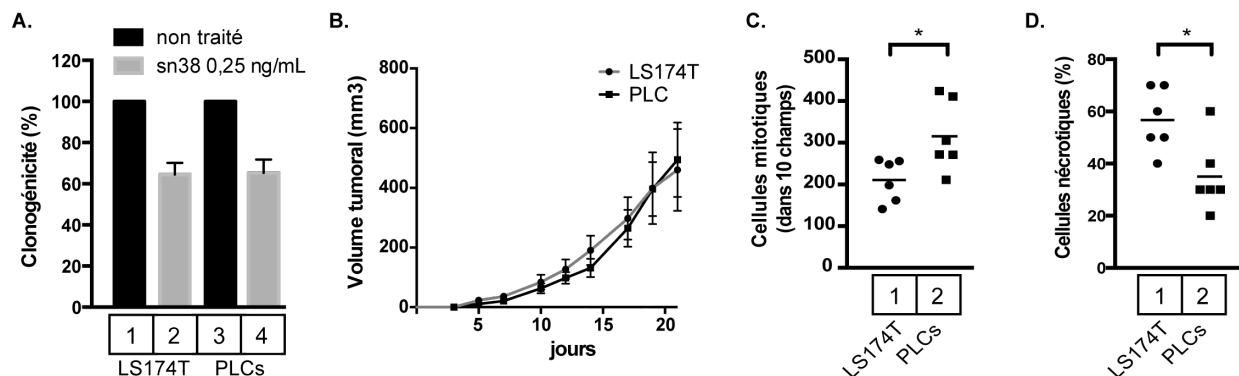 A.
non traité
sn38 0,25 ng/mL
Clonogénicité (%)
120
100
80
60
40
20
0
1 2 3 4
LS174T PLCs
B.
LS174T
PLC
Volume tumoral (mm3)
800
600
400
200
0
5 10 15 20
jours
C.
*
Cellules mitotiques
(dans 10 champs)
500
400
300
200
100
0
1 2
LS174T PLCs
D.
*
Cellules nécrotiques (%)
80
60
40
20
0
1 2
LS174T PLCs